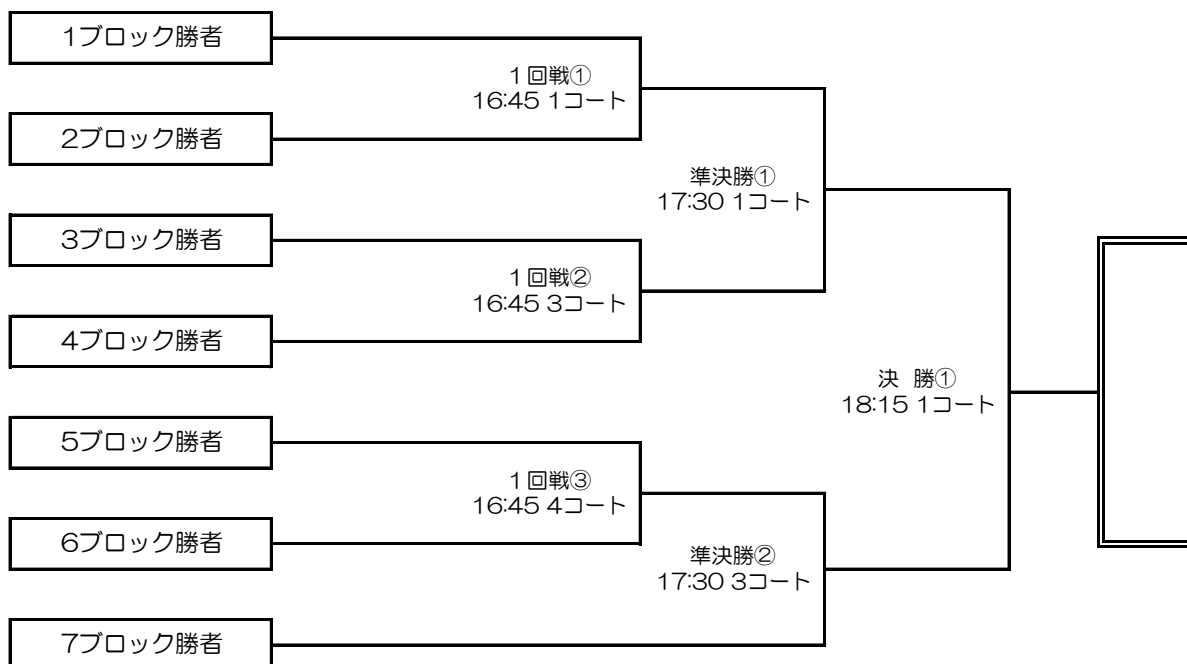 1ブロック勝者
1回戦①
16:45 1コート
2ブロック勝者
準決勝①
17:30 1コート
3ブロック勝者
1回戦②
16:45 3コート
4ブロック勝者
決 勝①
18:15 1コート
5ブロック勝者
1回戦③
16:45 4コート
6ブロック勝者
準決勝②
17:30 3コート
7ブロック勝者